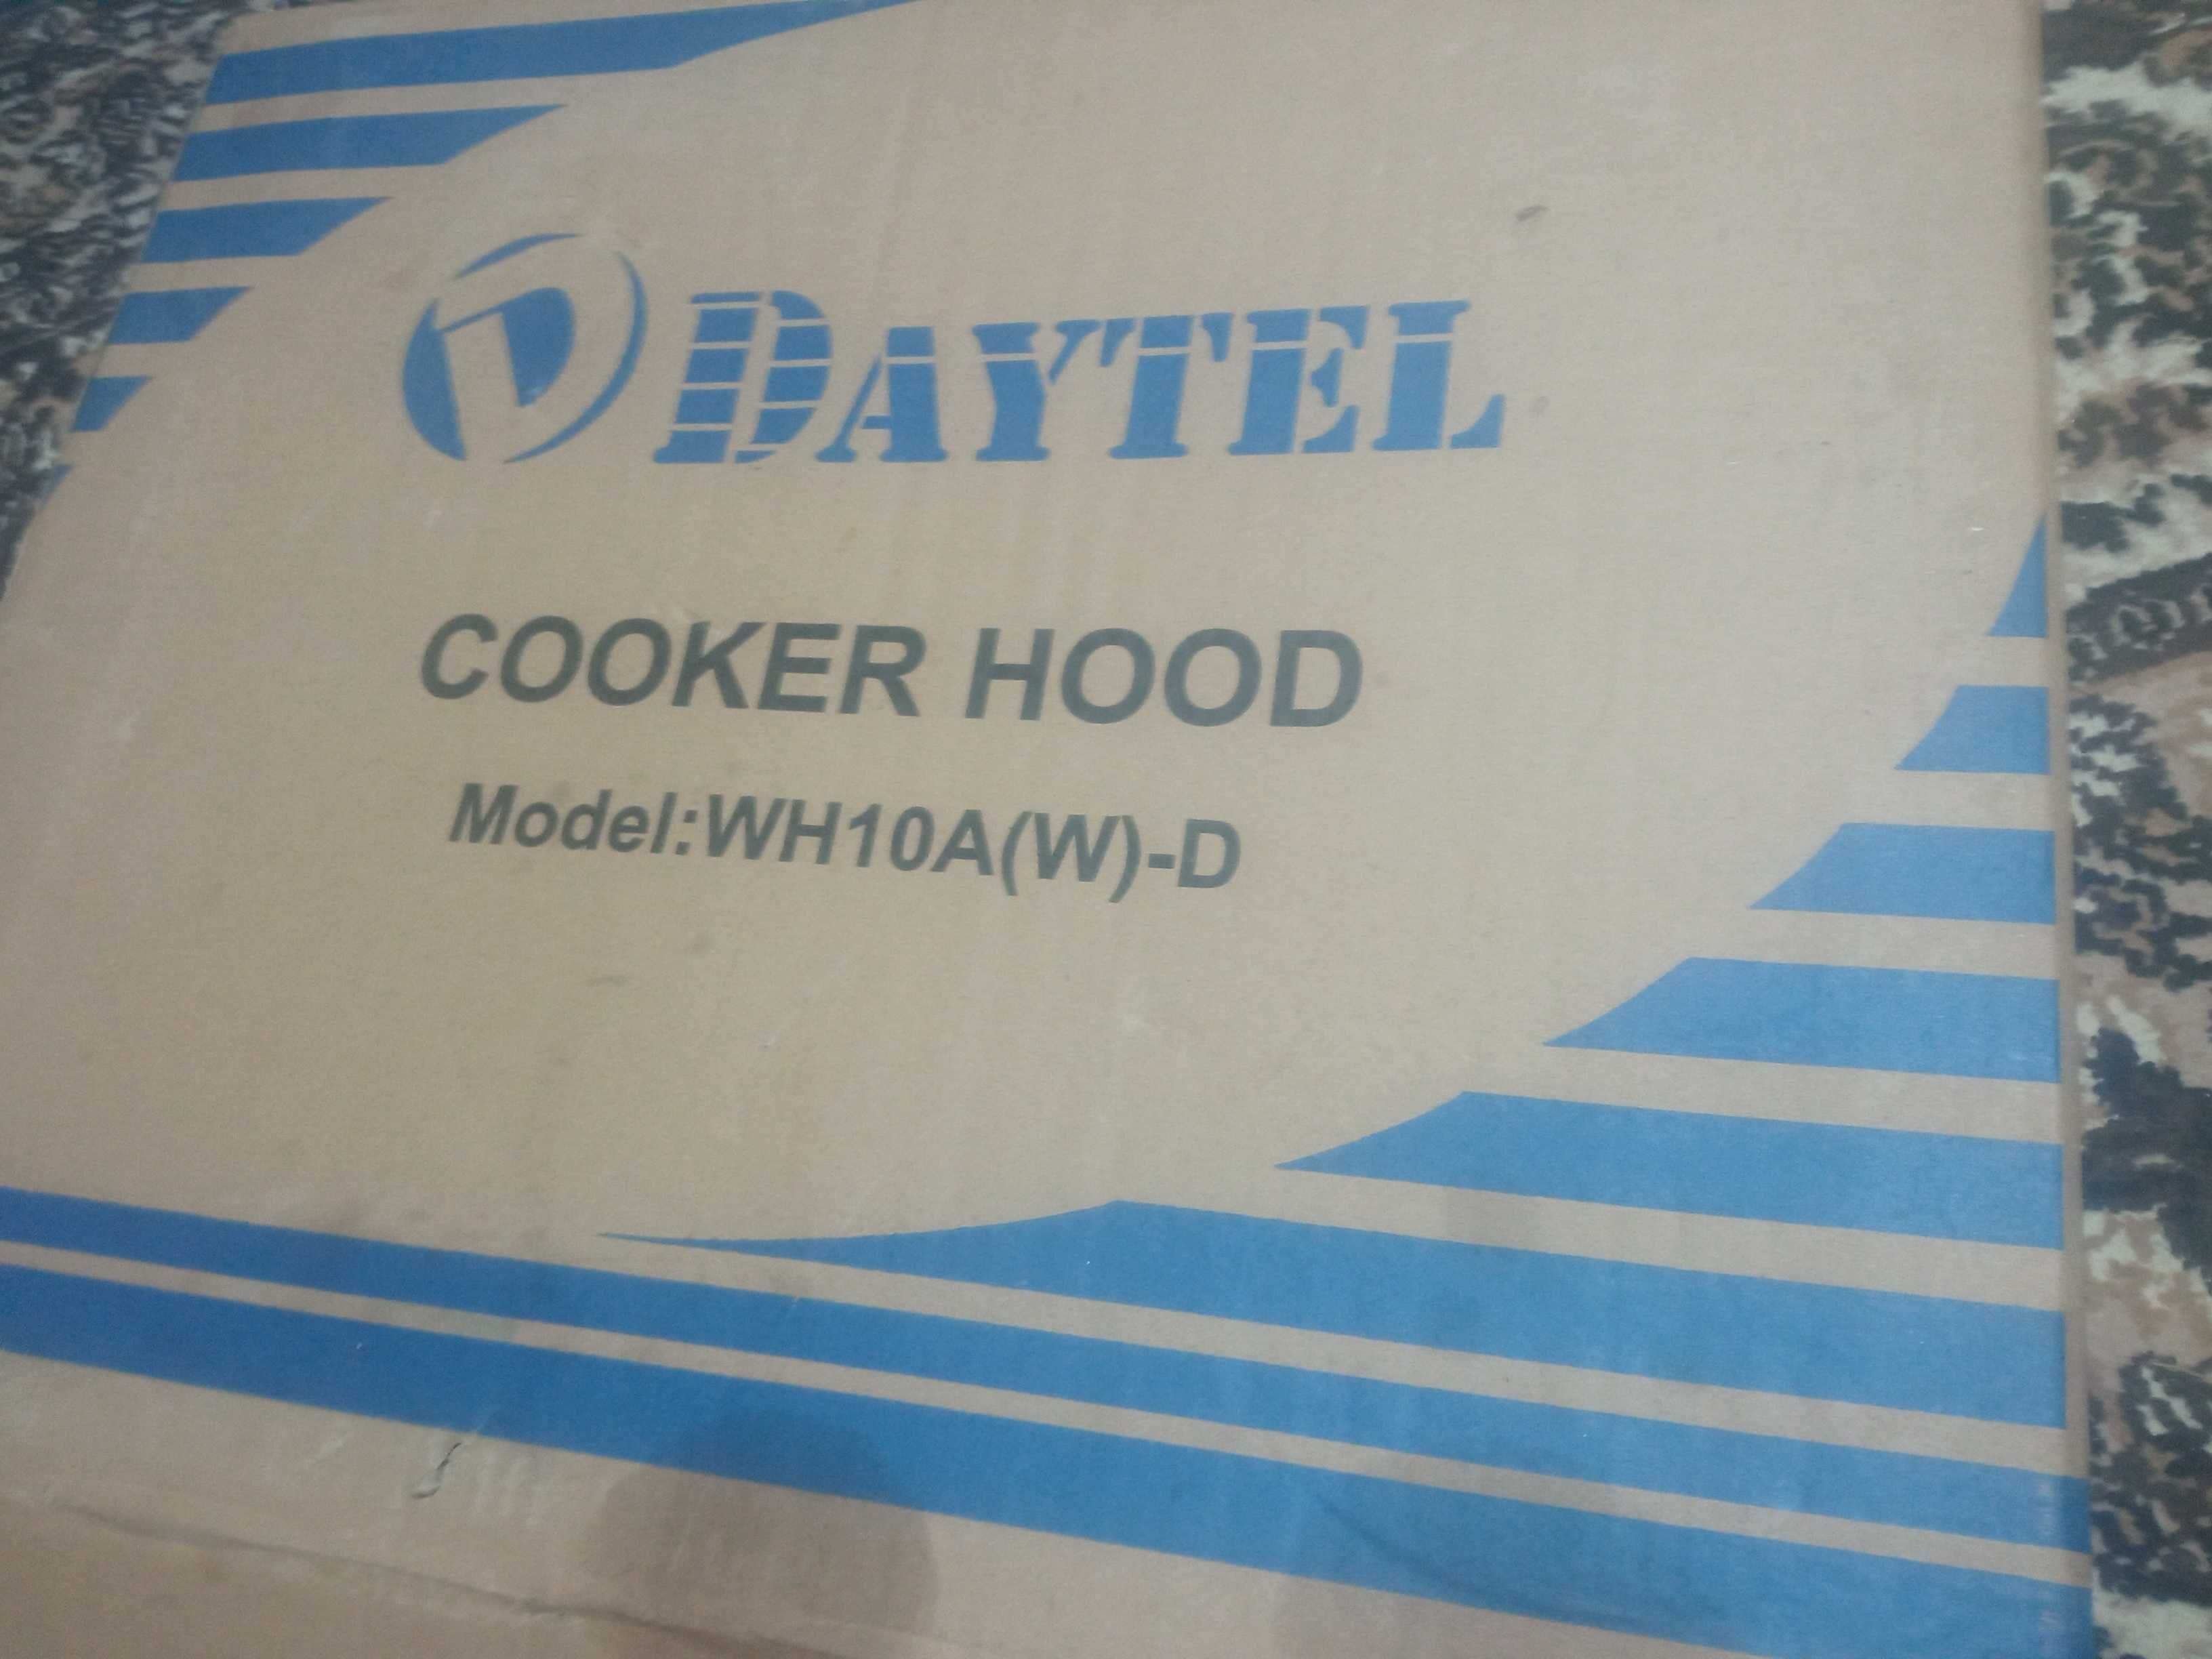 DAYTEL
COOKER HOOD
Model:WH10A(W)-D